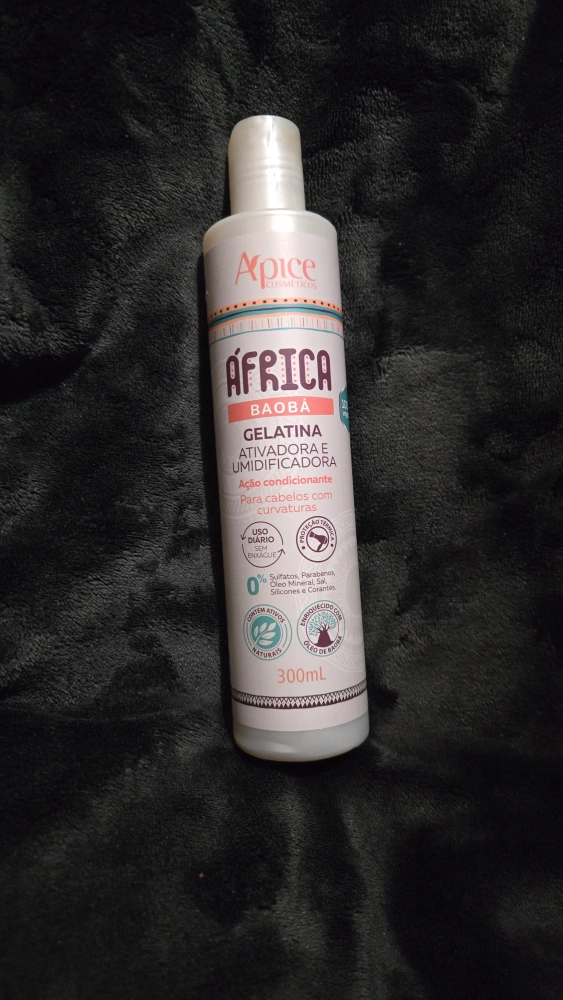 Apice
COSMÉTICOS
ÁFRICA
BAOBÁ
GELATINA
ATIVADORA E
UMIDIFICADORA
Ação condicionante
Para cabelos com
curvaturas
USO
DIÁRIO
SEM
ENXÁGUE
PROTEÇÃO TÉRMICA
0%
Sulfatos, Parabenos,
Óleo Mineral, Sal,
Silicones e Corantes.
CONTÉM ATIVOS
NATURAIS
ENRIQUECIDO COM
ÓLEO DE BAOBÁ
300mL